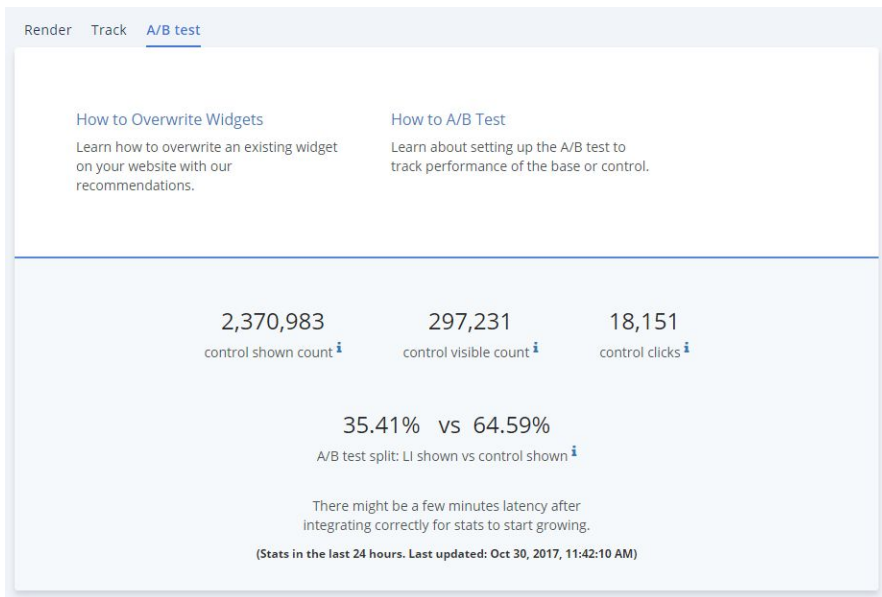 Render Track A/B test
How to Overwrite Widgets
Learn how to overwrite an existing widget
on your website with our
recommendations.
How to A/B Test
Learn about setting up the A/B test to
track performance of the base or control.
2,370,983
control shown count i
297,231
control visible count i
18,151
control clicks i
35.41% vs 64.59%
A/B test split: LI shown vs control shown i
There might be a few minutes latency after
integrating correctly for stats to start growing.
(Stats in the last 24 hours. Last updated: Oct 30, 2017, 11:42:10 AM)